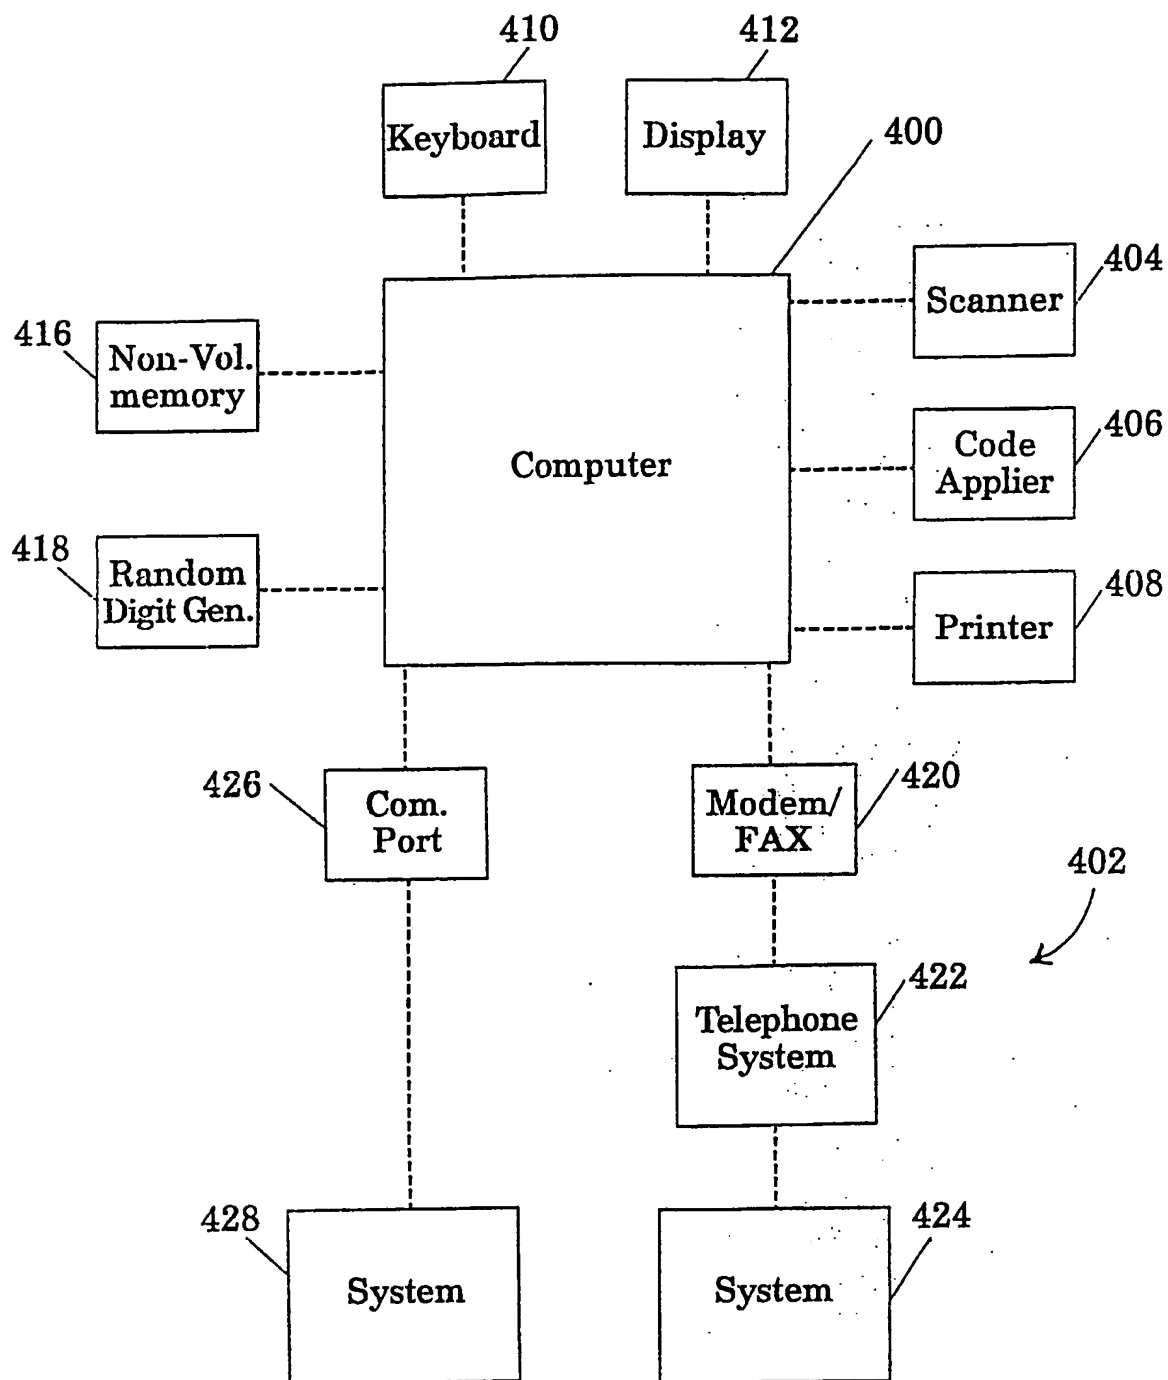 410
412
Keyboard
Display
400
Scanner
404
416
Non-Vol.
memory
Computer
Code
Applier
406
418
Random
Digit Gen.
Printer
408
426
Com.
Port
Modem/
FAX
420
402
Telephone
System
422
428
System
System
424